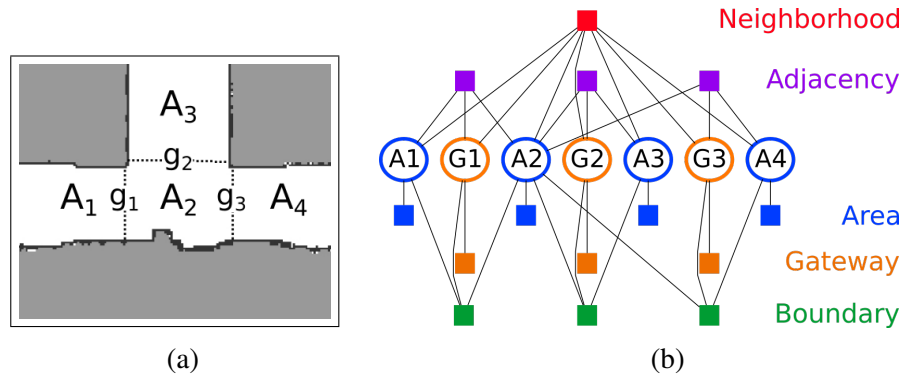 A3
g2
A1 g1 A2 g3 A4
(a)
Neighborhood
Adjacency
A1 G1 A2 G2 A3 G3 A4
Area
Gateway
Boundary
(b)